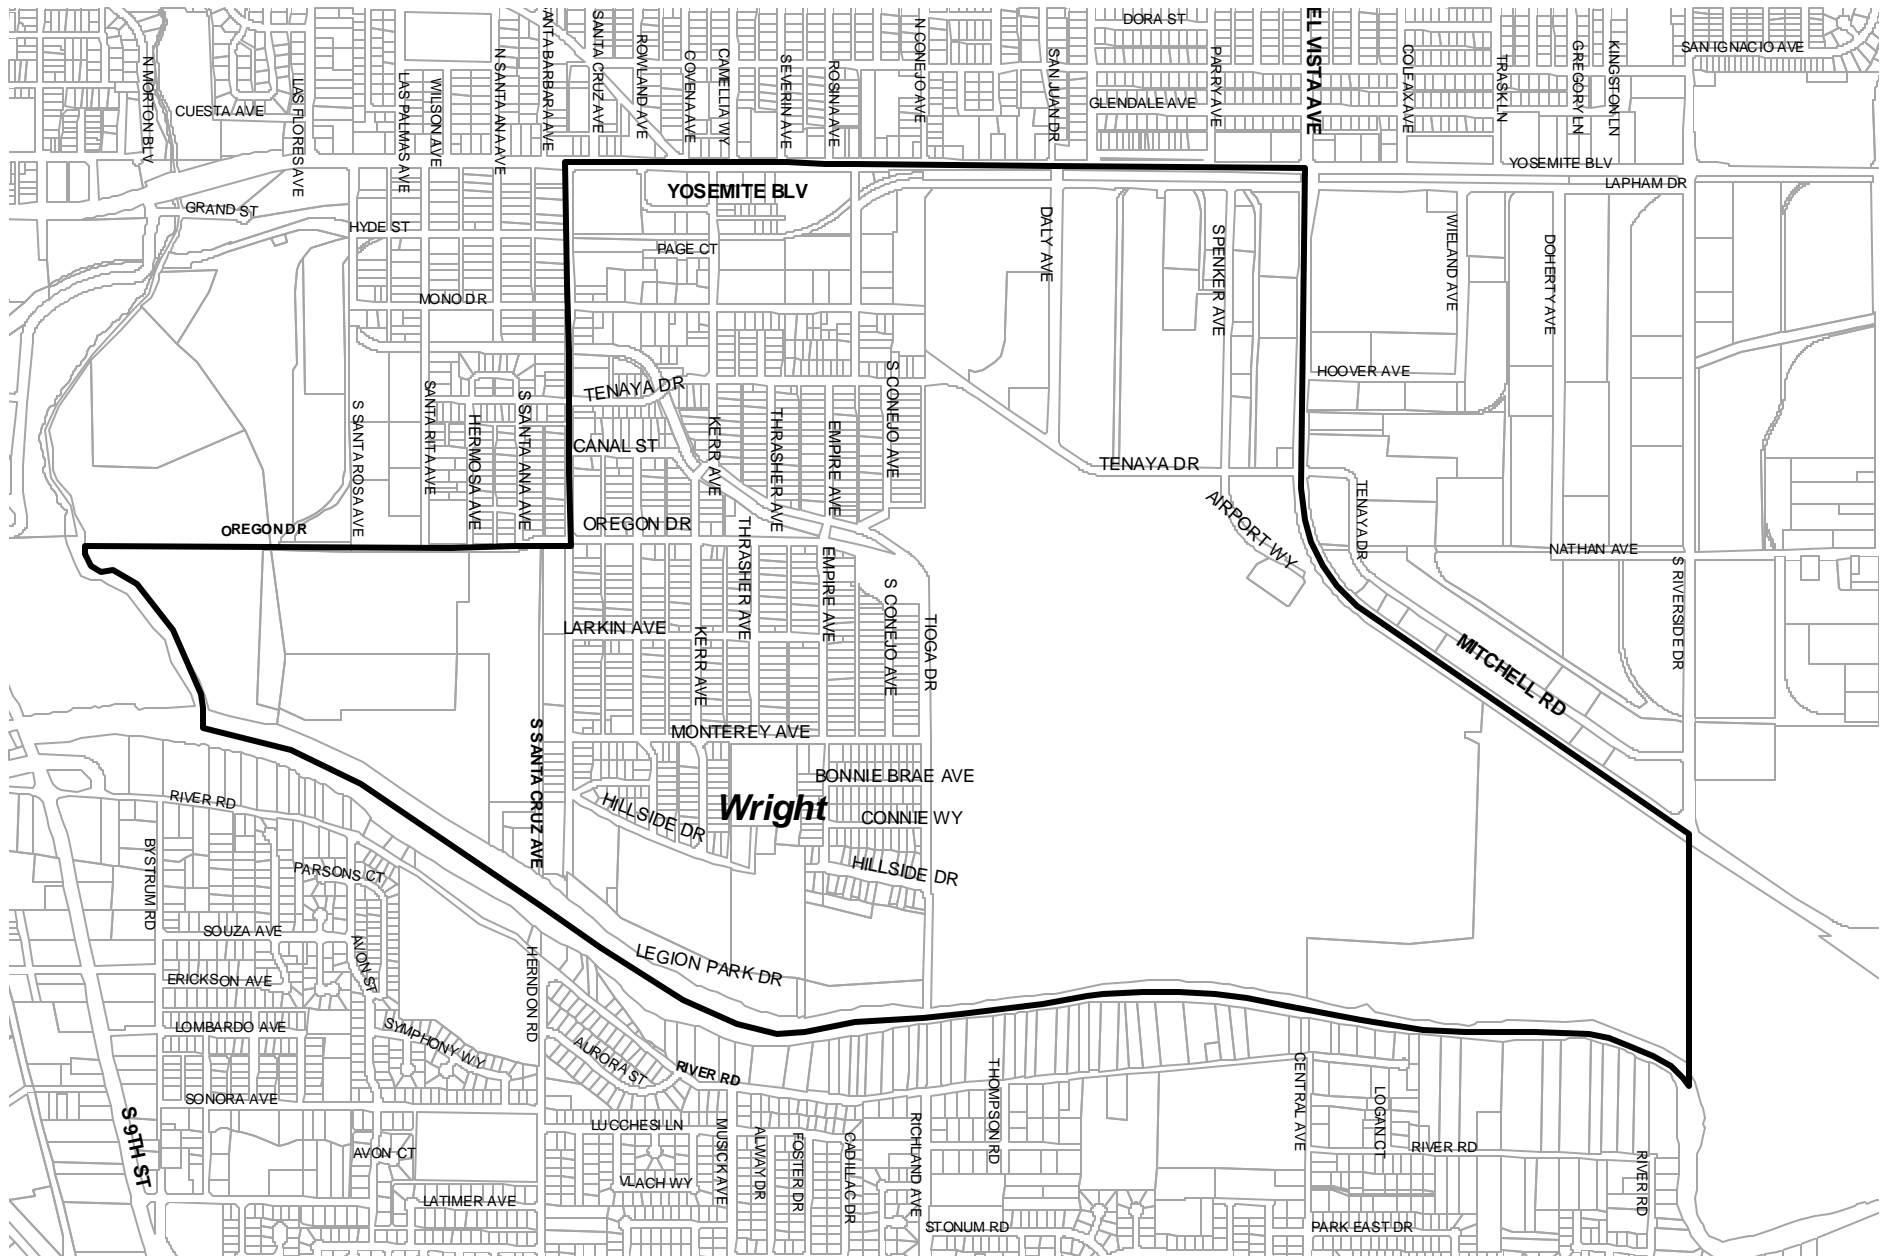 DORA ST
EL VISTA AVE
SAN IGNACIO AVE
N MORTON BLV
LAS FLORES AVE
LAS PALMAS AVE
WILSON AVE
N SANTA ANA AVE
SANTA CRUZ AVE
ROWLAND AVE
COVENA AVE
CAMELLIA WY
SEVERIN AVE
ROSINA AVE
N CONEJO AVE
SAN JUAN DR
PARRY AVE
COLFAX AVE
TRASK LN
GREGORY LN
KINGSTON LN
CUESTA AVE
GLENDALE AVE
YOSEMITE BLV
LAPHAM DR
YOSEMITE BLV
GRAND ST
HYDE ST
PAGE CT
DALY AVE
SPENKER AVE
WIELAND AVE
DOHERTY AVE
MONO DR
HOOVER AVE
TENAYA DR
S SANTA ROSA AVE
SANTA RITA AVE
HERMOSA AVE
S SANTA ANA AVE
CANAL ST
KERR AVE
THRASHER AVE
EMPIRE AVE
S CONEJO AVE
TENAYA DR
AIRPORT WY
TENAYA DR
OREGON DR
OREGON DR
NATHAN AVE
THRASHER AVE
EMPIRE AVE
S CONEJO AVE
TIOGA DR
S RIVERSIDE DR
LARKIN AVE
KERR AVE
MITCHELL RD
S SANTA CRUZ AVE
MONTEREY AVE
BONNIE BRAE AVE
RIVER RD
HILLSIDE DR
Wright
CONNIE WY
BYSTRUM RD
PARSONS CT
HILLSIDE DR
SOUZA AVE
AVON ST
HERNDON RD
LEGION PARK DR
ERICKSON AVE
LOMBARDO AVE
SYMPHONY WY
AURORA ST
RIVER RD
THOMPSON RD
CENTRAL AVE
LOGAN CT
SONORA AVE
S 9TH ST
LUCCHESI LN
MUSICK AVE
ALWAY DR
FOSTER DR
CADILLAC DR
RICHLAND AVE
AVON CT
RIVER RD
RIVER RD
VLACH WY
LATIMER AVE
STONUM RD
PARK EAST DR